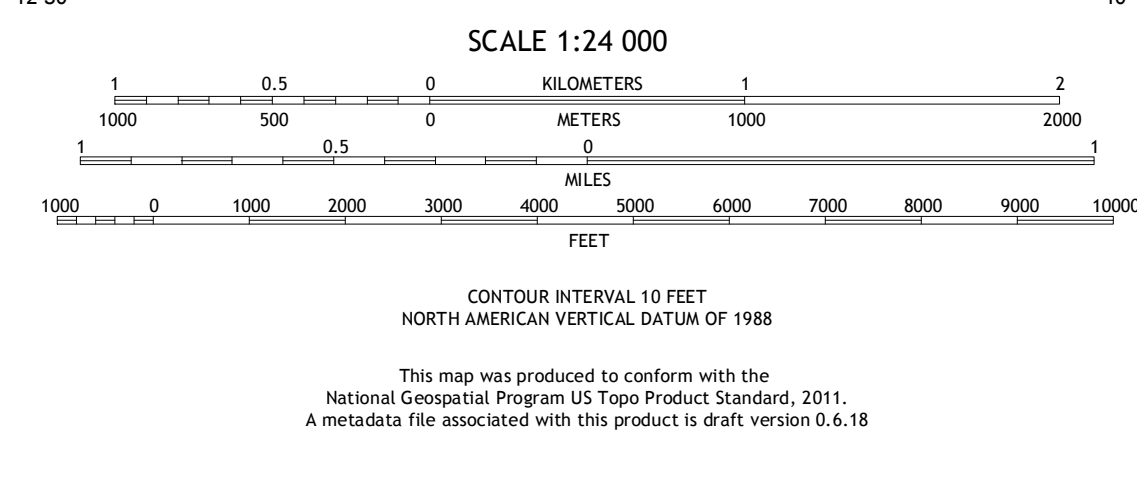 SCALE 1:24 000
1 0.5 0 KILOMETERS 1 2
1000 500 0 METERS 1000 2000
1 0.5 0 1
MILES
1000 0 1000 2000 3000 4000 5000 6000 7000 8000 9000 10000
FEET
CONTOUR INTERVAL 10 FEET
NORTH AMERICAN VERTICAL DATUM OF 1988
This map was produced to conform with the
National Geospatial Program US Topo Product Standard, 2011.
A metadata file associated with this product is draft version 0.6.18